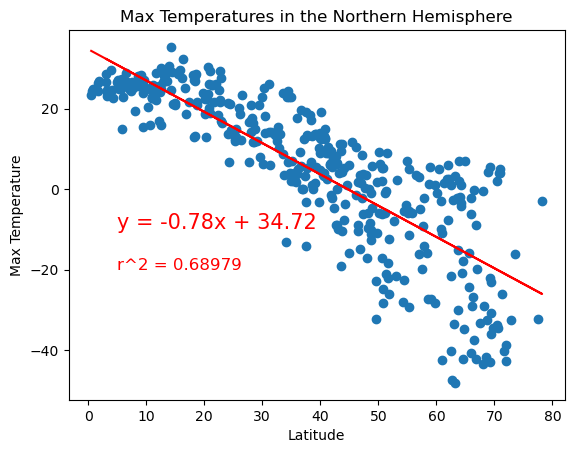 Max Temperatures in the Northern Hemisphere
Max Temperature
20
0
−20
−40
y = -0.78x + 34.72
r^2 = 0.68979
0 10 20 30 40 50 60 70 80
Latitude